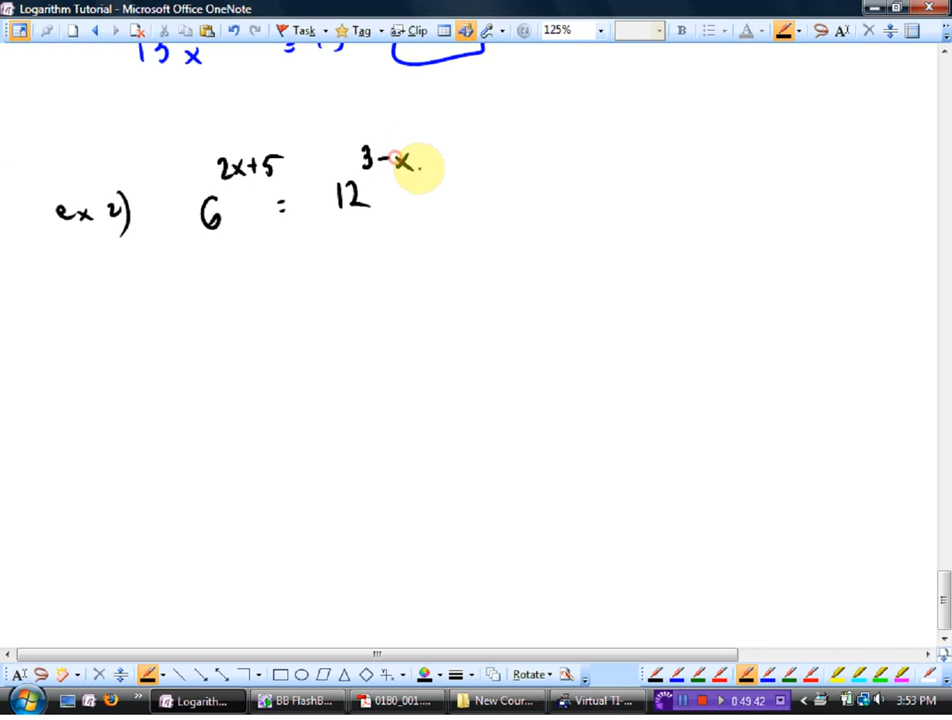 Logarithm Tutorial - Microsoft Office OneNote
Task Tag Clip 125% B
ex 2) 6^{2x+5} = 12^{3-x}
Rotate
Logarith... BB FlashB... 0180_001.... New Cour... Virtual TI-... 0:49:42 3:53 PM